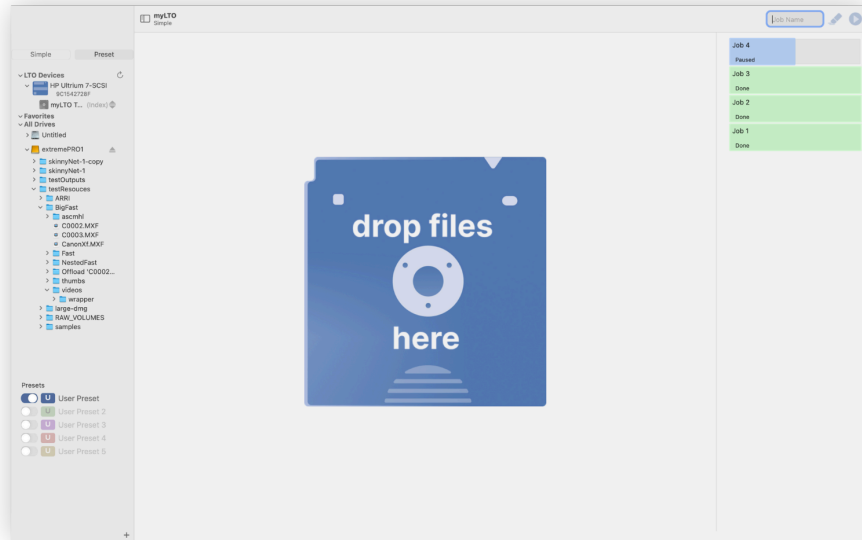 myLTO
Simple
Job Name
Simple
Preset
LTO Devices
HP Ultrium 7-SCSI
9C1542728F
myLTO T... (Index)
Favorites
All Drives
Untitled
extremePRO1
skinnyNet-1-copy
skinnyNet-1
testOutputs
testResouces
ARRI
BigFast
ascmhl
C0002.MXF
C0003.MXF
CanonXf.MXF
Fast
NestedFast
Offload 'C0002...
thumbs
videos
wrapper
large-dmg
RAW_VOLUMES
samples
Presets
U User Preset
U User Preset 2
U User Preset 3
U User Preset 4
U User Preset 5
drop files
here
Job 4
Paused
Job 3
Done
Job 2
Done
Job 1
Done